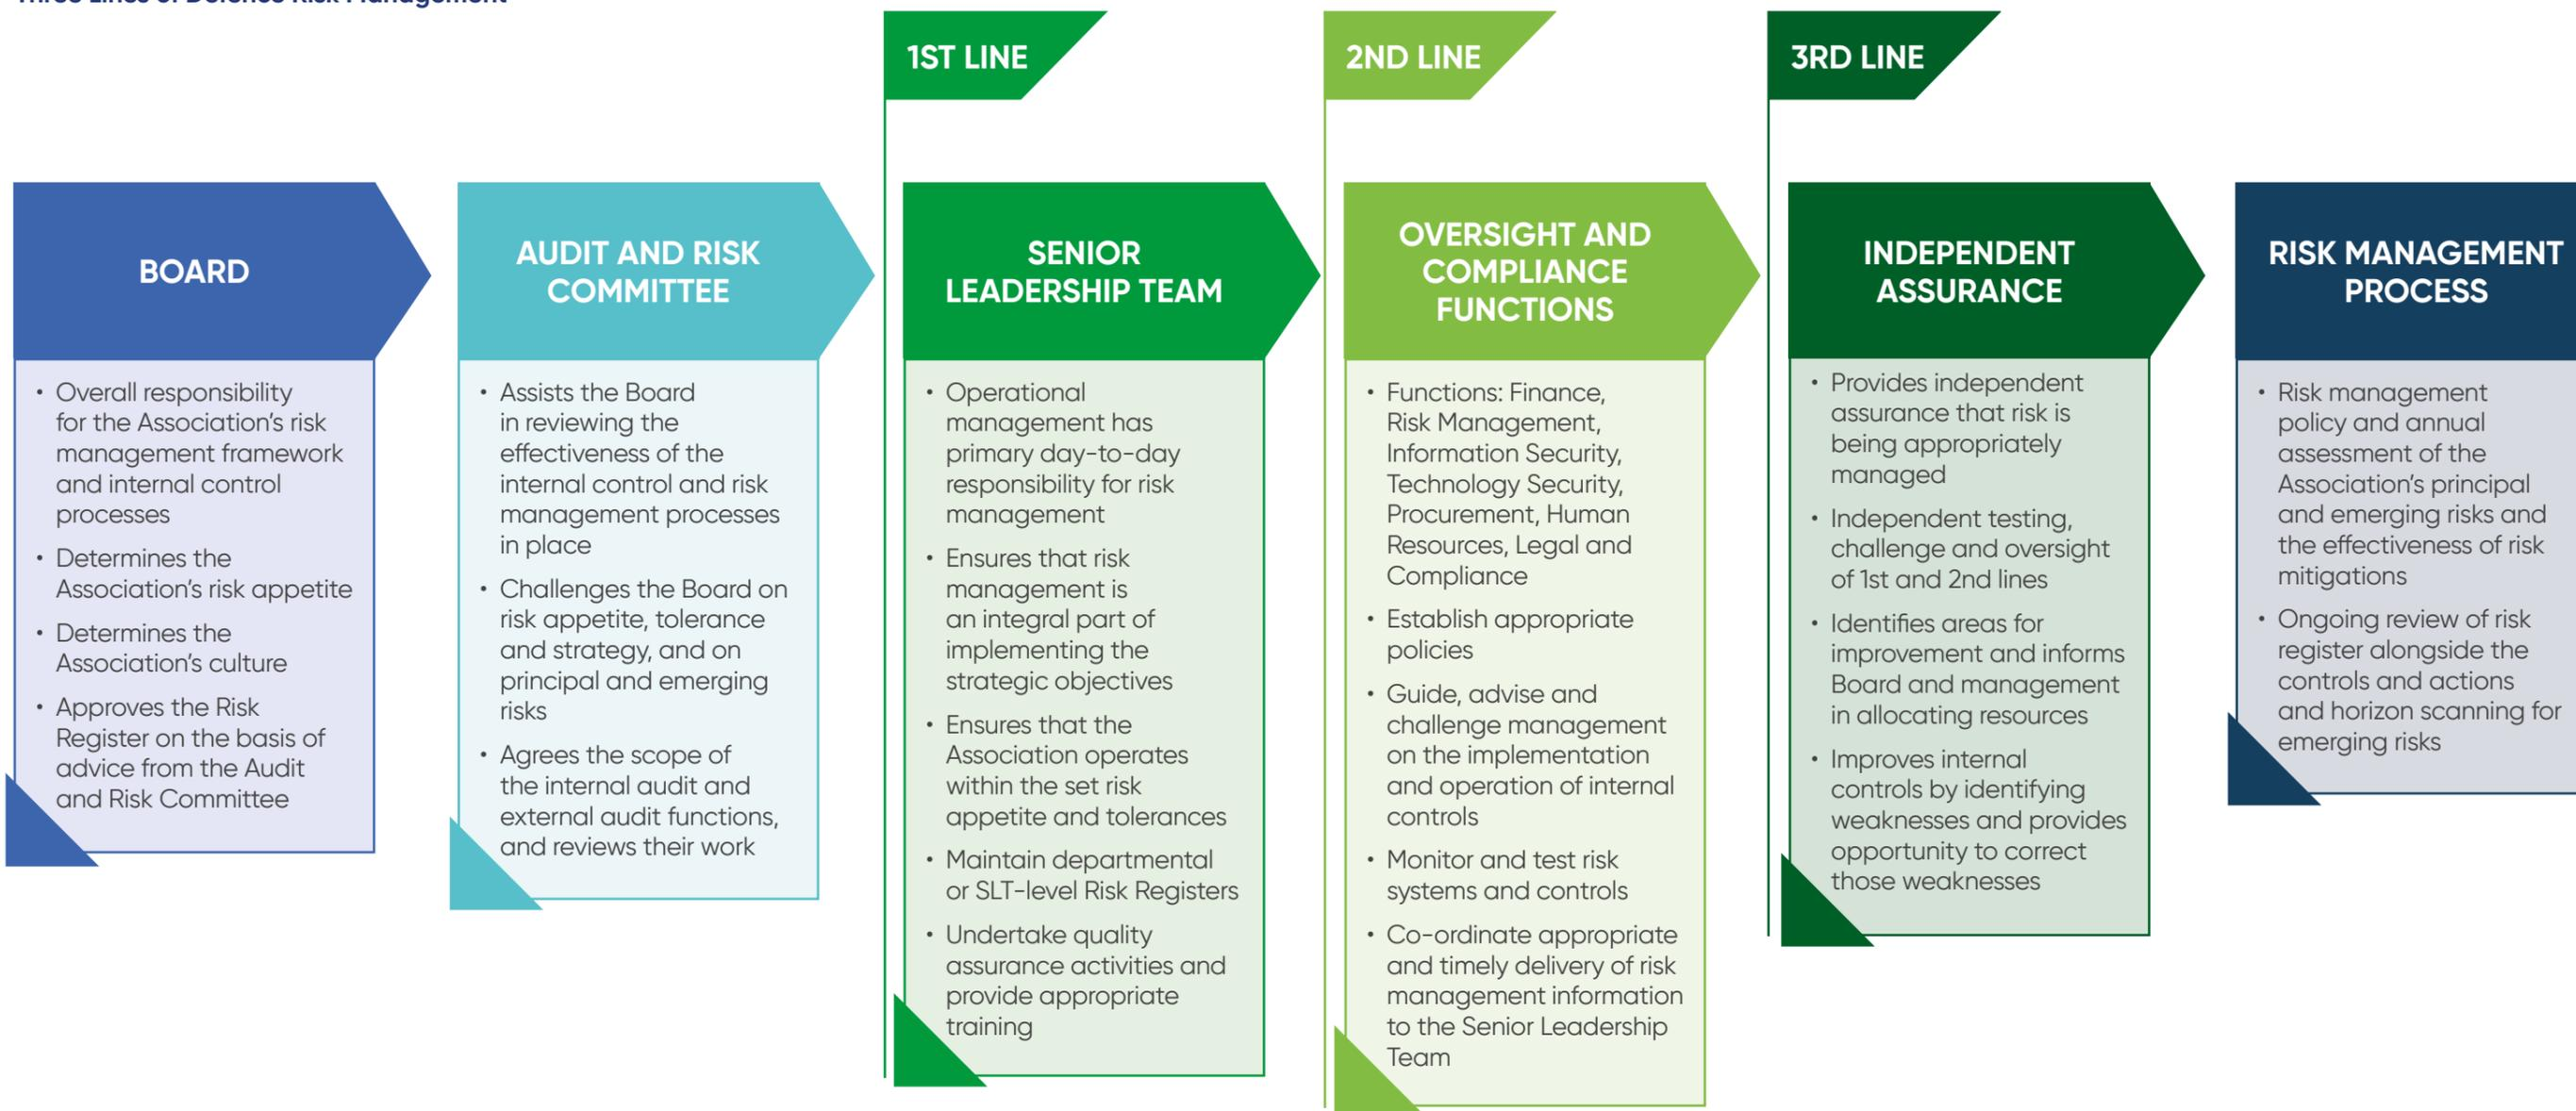 Three Lines of Defence Risk Management
1ST LINE
2ND LINE
3RD LINE
BOARD
• Overall responsibility
for the Association's risk
management framework
and internal control
processes
• Determines the
Association's risk appetite
• Determines the
Association's culture
• Approves the Risk
Register on the basis of
advice from the Audit
and Risk Committee
AUDIT AND RISK
COMMITTEE
• Assists the Board
in reviewing the
effectiveness of the
internal control and risk
management processes
in place
• Challenges the Board on
risk appetite, tolerance
and strategy, and on
principal and emerging
risks
• Agrees the scope of
the internal audit and
external audit functions,
and reviews their work
SENIOR
LEADERSHIP TEAM
• Operational
management has
primary day-to-day
responsibility for risk
management
• Ensures that risk
management is
an integral part of
implementing the
strategic objectives
• Ensures that the
Association operates
within the set risk
appetite and tolerances
• Maintain departmental
or SLT-level Risk Registers
• Undertake quality
assurance activities and
provide appropriate
training
OVERSIGHT AND
COMPLIANCE
FUNCTIONS
• Functions: Finance,
Risk Management,
Information Security,
Technology Security,
Procurement, Human
Resources, Legal and
Compliance
• Establish appropriate
policies
• Guide, advise and
challenge management
on the implementation
and operation of internal
controls
• Monitor and test risk
systems and controls
• Co-ordinate appropriate
and timely delivery of risk
management information
to the Senior Leadership
Team
INDEPENDENT
ASSURANCE
• Provides independent
assurance that risk is
being appropriately
managed
• Independent testing,
challenge and oversight
of 1st and 2nd lines
• Identifies areas for
improvement and informs
Board and management
in allocating resources
• Improves internal
controls by identifying
weaknesses and provides
opportunity to correct
those weaknesses
RISK MANAGEMENT
PROCESS
• Risk management
policy and annual
assessment of the
Association's principal
and emerging risks and
the effectiveness of risk
mitigations
• Ongoing review of risk
register alongside the
controls and actions
and horizon scanning for
emerging risks